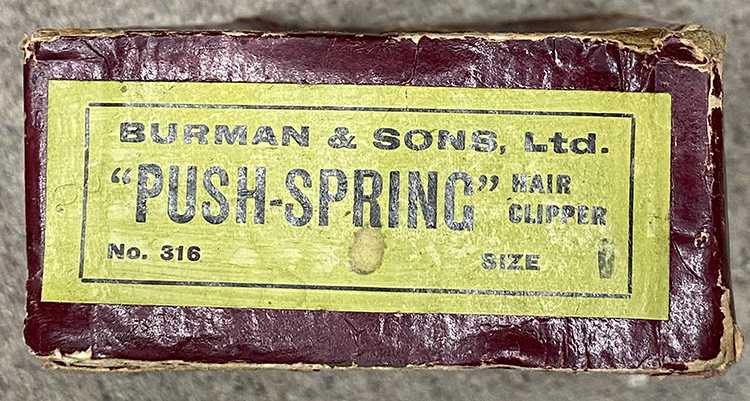 BURMAN & SONS, Ltd.
"PUSH-SPRING" HAIR CLIPPER
No. 316 SIZE